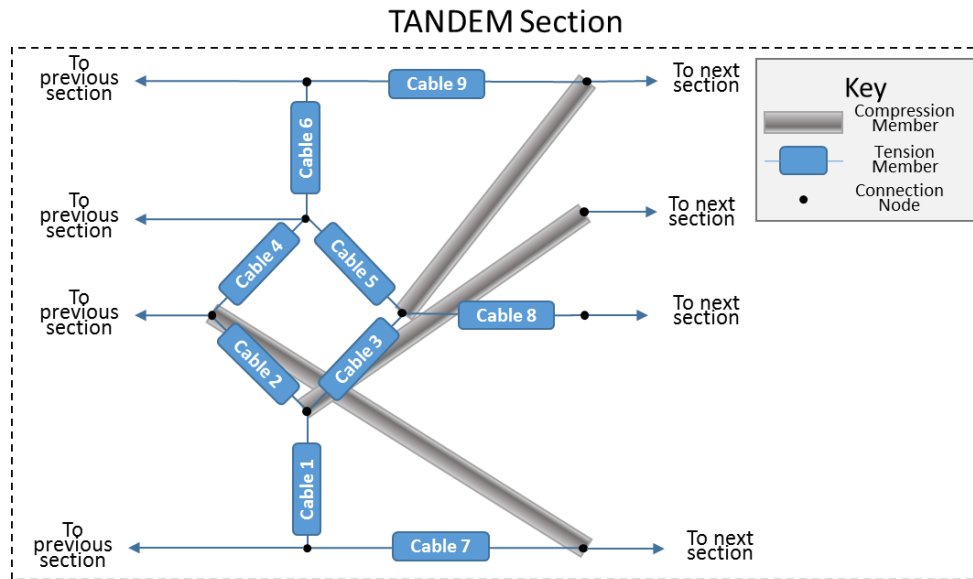 TANDEM Section
To
previous
section
Cable 9
To next
section
Key
Compression
Member
Tension
Member
Connection
Node
Cable 6
To
previous
section
To next
section
Cable 4
Cable 5
To
previous
section
Cable 8
To next
section
Cable 2
Cable 3
Cable 1
To
previous
section
Cable 7
To next
section